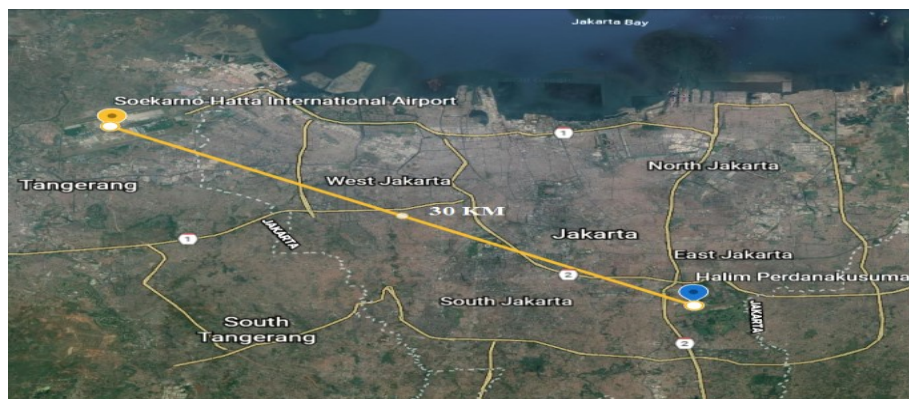 Jakarta Bay
Soekarno Hatta International Airport
1
North Jakarta
Tangerang
West Jakarta
30 KM
JAKARTA
1
Jakarta
East Jakarta
2
Halim Perdanakusuma
South Jakarta
JAKARTA
South
Tangerang
2